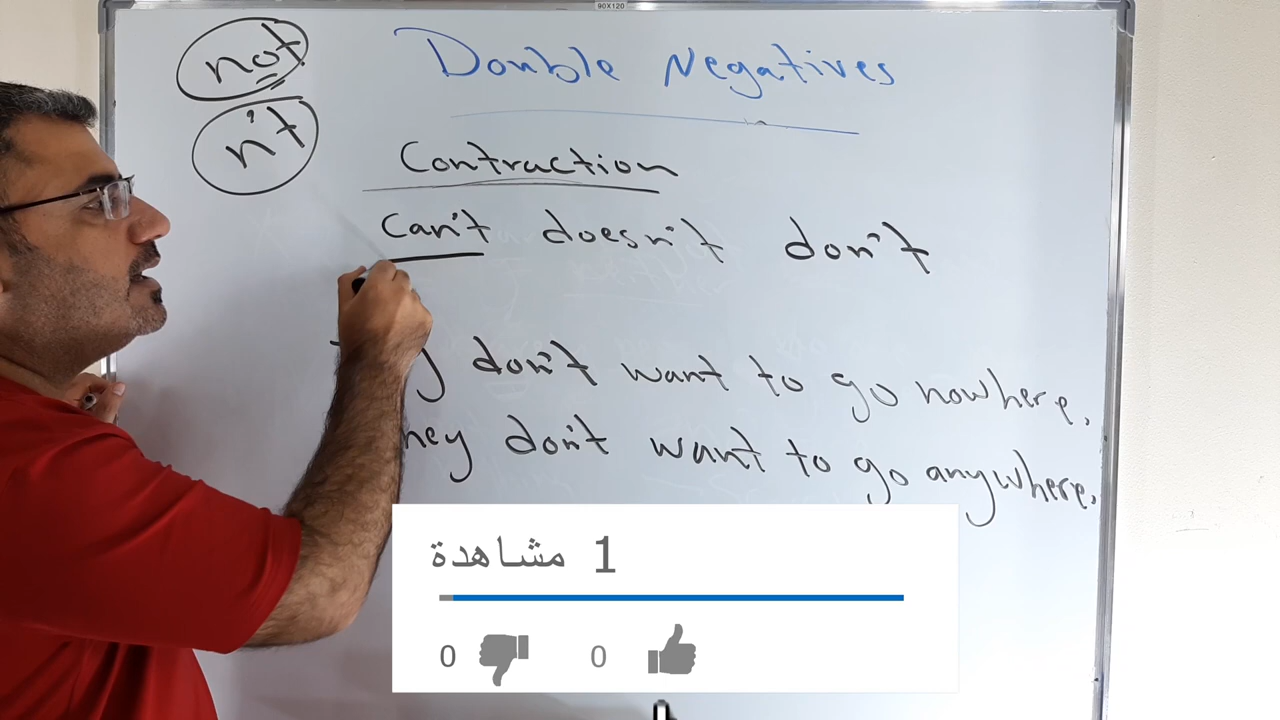 90X120
not
Double Negatives
n't
Contraction
can't doesn't don't
don't want to go nowhere.
hey don't want to go anywhere.
1 مشاهدة
0 0